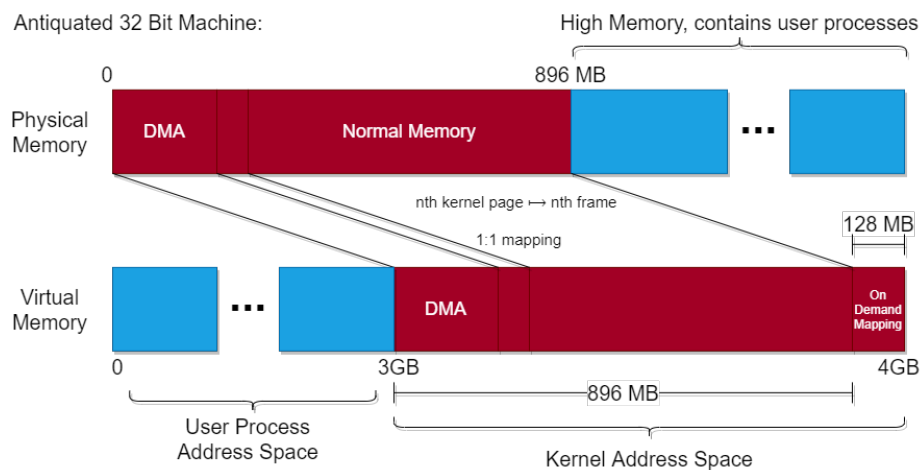 Antiquated 32 Bit Machine:
High Memory, contains user processes
0
896 MB
Physical
Memory
DMA
Normal Memory
...
nth kernel page ↦ nth frame
1:1 mapping
128 MB
Virtual
Memory
...
DMA
On
Demand
Mapping
0
3GB
4GB
896 MB
User Process
Address Space
Kernel Address Space